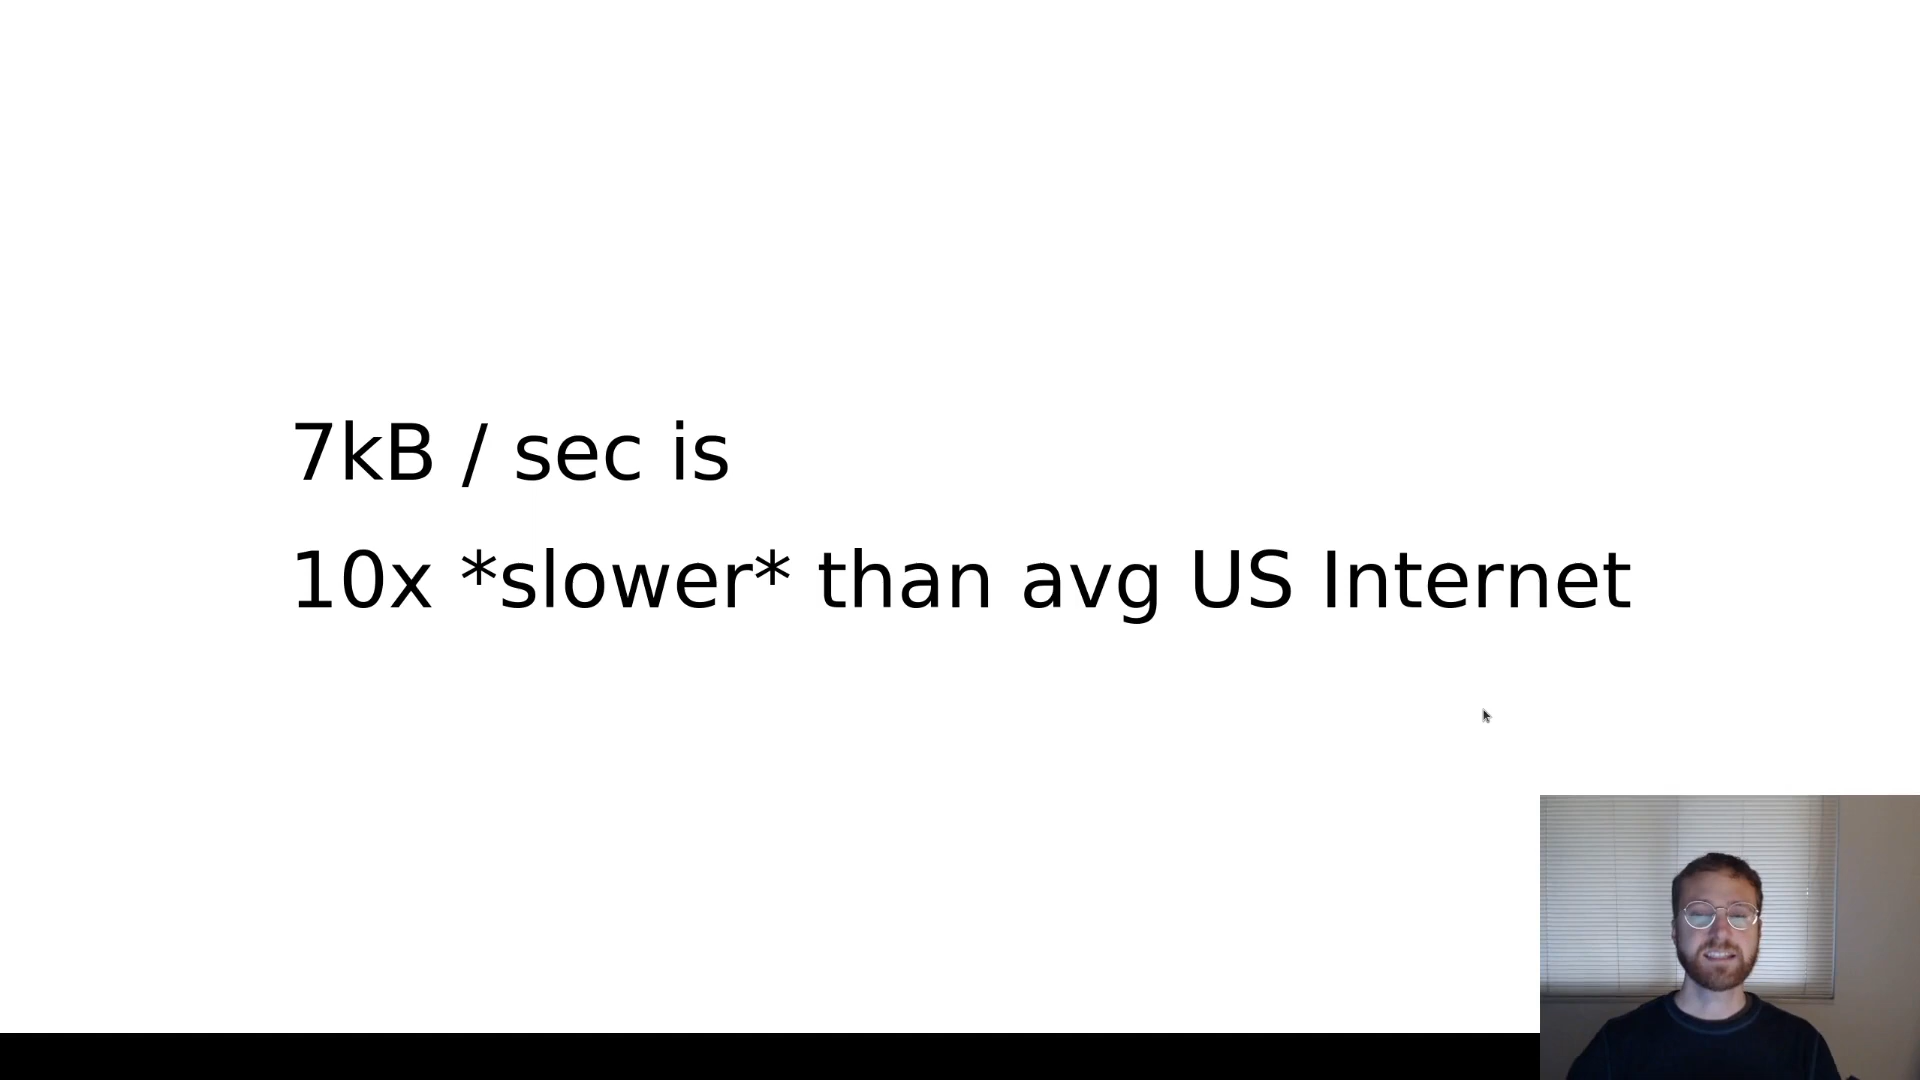 7kB / sec is
10x *slower* than avg US Internet